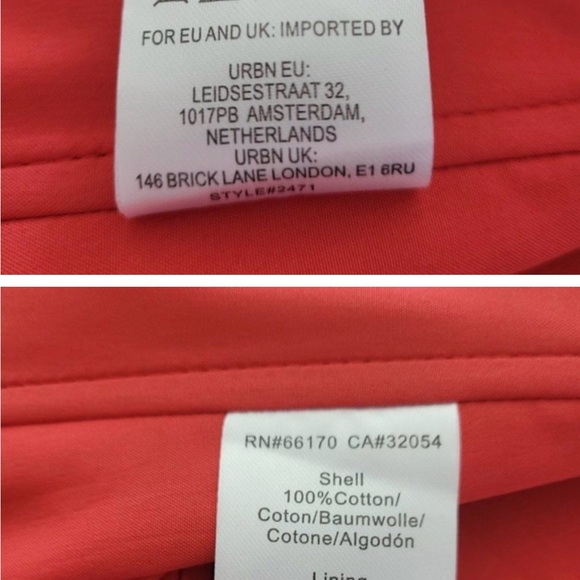 FOR EU AND UK: IMPORTED BY
URBN EU:
LEIDSESTRAAT 32,
1017PB AMSTERDAM,
NETHERLANDS
URBN UK:
146 BRICK LANE LONDON, E1 6RU
STYLE#2471
RN#66170 CA#32054
Shell
100%Cotton/
Coton/Baumwolle/
Cotone/Algodón
Lining